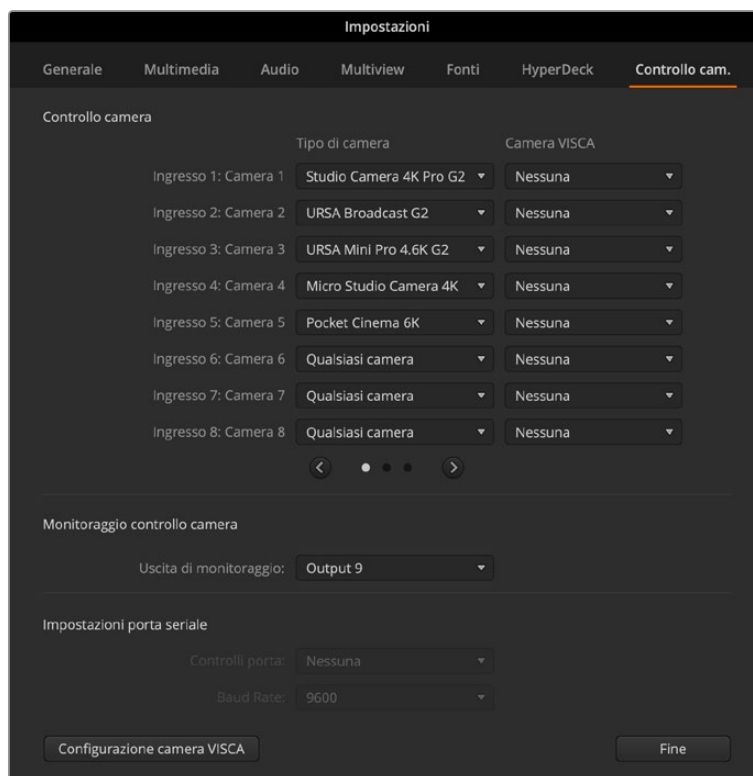 Impostazioni
Generale Multimedia Audio Multiview Fonti HyperDeck Controllo cam.
Controllo camera
Tipo di camera Camera VISCA
Ingresso 1: Camera 1 Studio Camera 4K Pro G2 Nessuna
Ingresso 2: Camera 2 URSA Broadcast G2 Nessuna
Ingresso 3: Camera 3 URSA Mini Pro 4.6K G2 Nessuna
Ingresso 4: Camera 4 Micro Studio Camera 4K Nessuna
Ingresso 5: Camera 5 Pocket Cinema 6K Nessuna
Ingresso 6: Camera 6 Qualsiasi camera Nessuna
Ingresso 7: Camera 7 Qualsiasi camera Nessuna
Ingresso 8: Camera 8 Qualsiasi camera Nessuna
Monitoraggio controllo camera
Uscita di monitoraggio: Output 9
Impostazioni porta seriale
Controlli porta: Nessuna
Baud Rate: 9600
Configurazione camera VISCA Fine